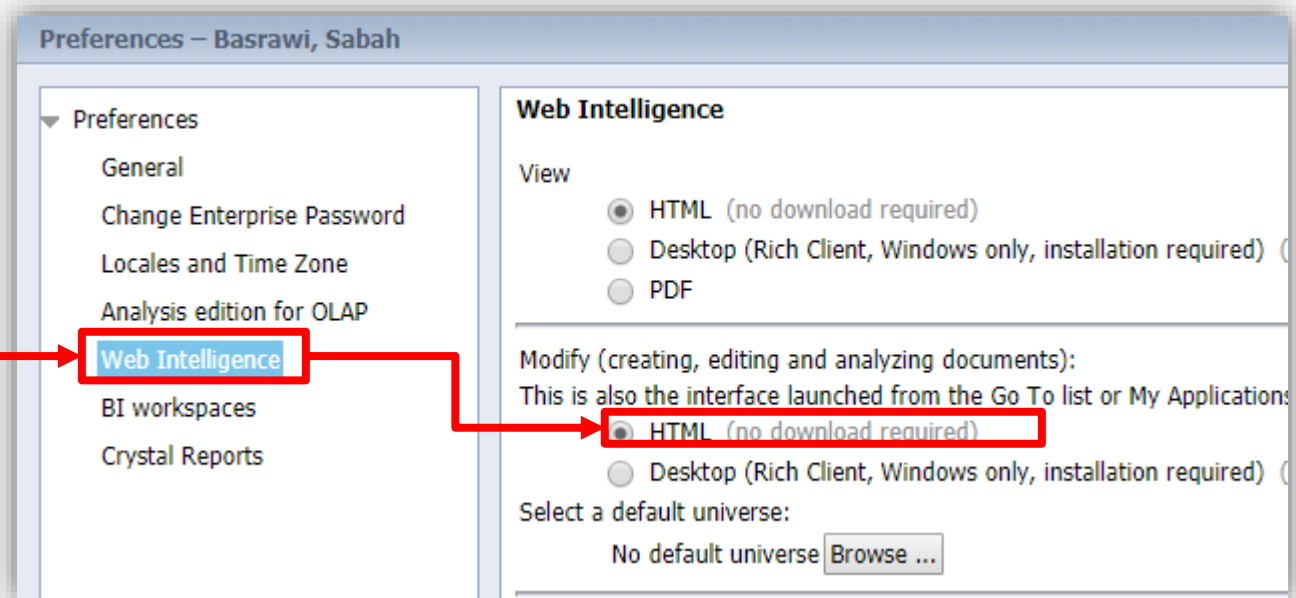 Preferences – Basrawi, Sabah
Preferences
General
Change Enterprise Password
Locales and Time Zone
Analysis edition for OLAP
Web Intelligence
BI workspaces
Crystal Reports
Web Intelligence
View
HTML (no download required)
Desktop (Rich Client, Windows only, installation required) (
PDF
Modify (creating, editing and analyzing documents):
This is also the interface launched from the Go To list or My Applications
HTML (no download required)
Desktop (Rich Client, Windows only, installation required) (
Select a default universe:
No default universe Browse ...